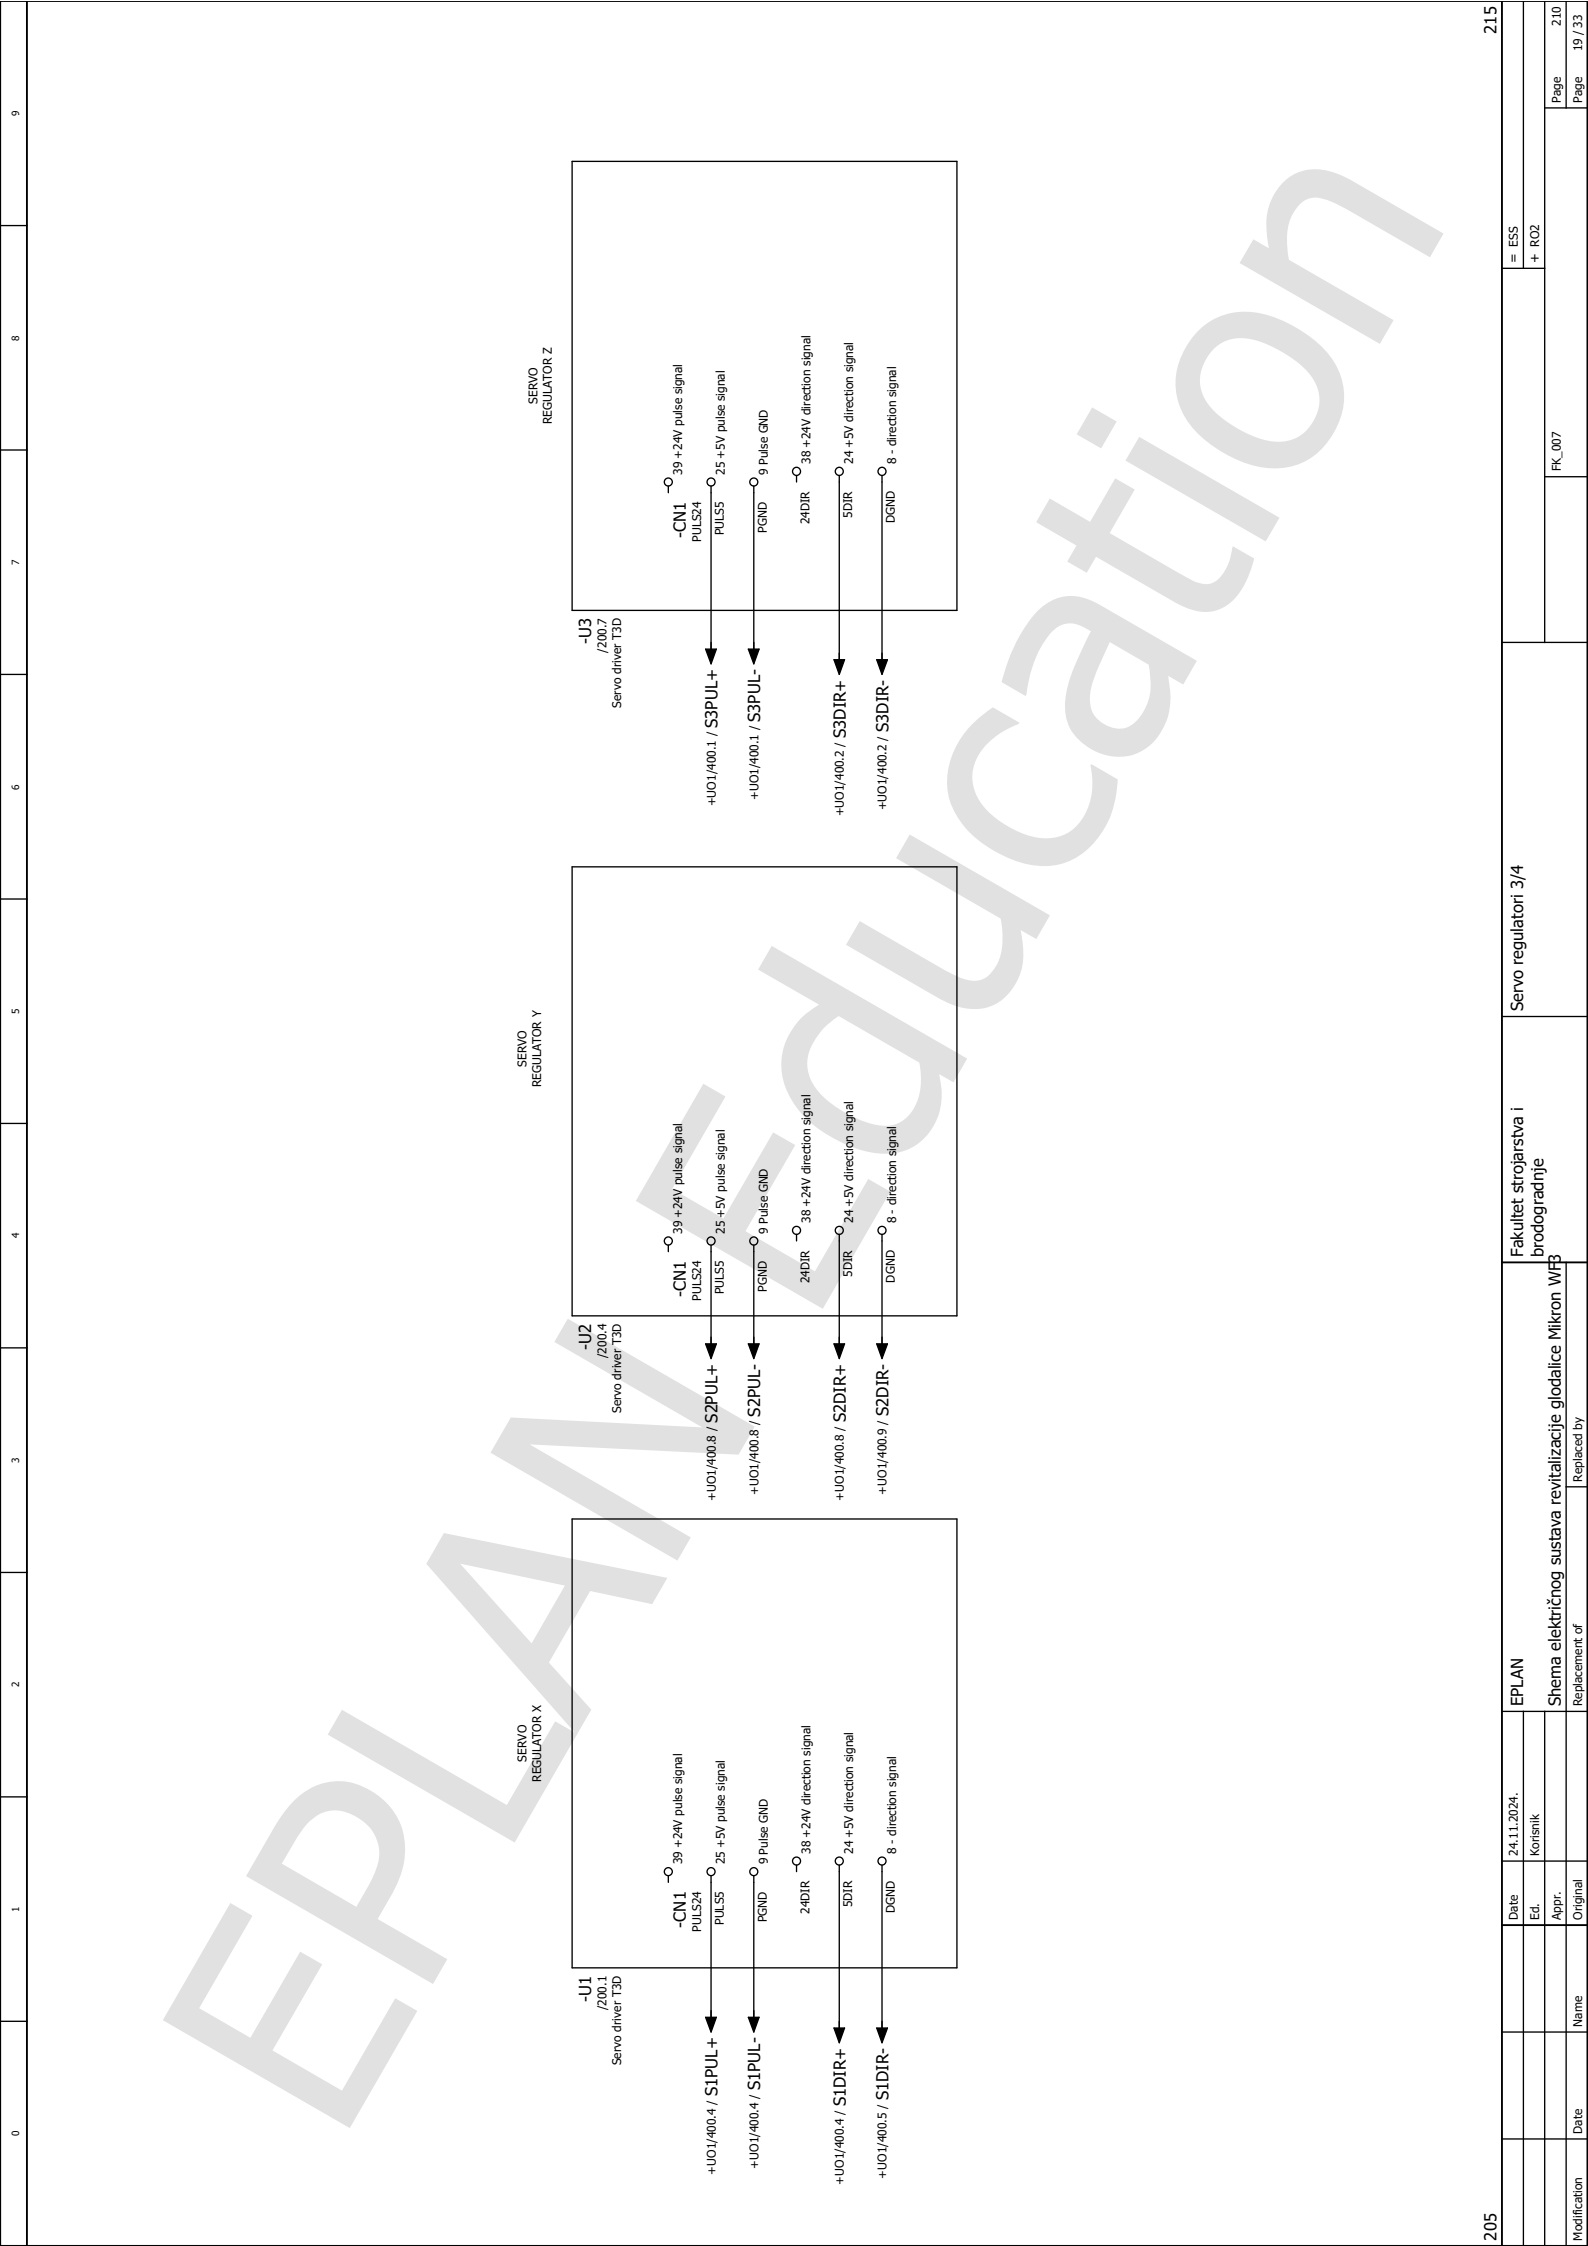 0
1
2
3
4
5
6
7
8
9
EPLAN Education
SERVO
REGULATOR X
-U1
/200.1
Servo driver T3D
-CN1
PULS24
39 +24V pulse signal
PULS5
25 +5V pulse signal
PGND
9 Pulse GND
24DIR
38 +24V direction signal
5DIR
24 +5V direction signal
DGND
8 - direction signal
+UO1/400.4 / S1PUL+
+UO1/400.4 / S1PUL-
+UO1/400.4 / S1DIR+
+UO1/400.5 / S1DIR-
SERVO
REGULATOR Y
-U2
/200.4
Servo driver T3D
-CN1
PULS24
39 +24V pulse signal
PULS5
25 +5V pulse signal
PGND
9 Pulse GND
24DIR
38 +24V direction signal
5DIR
24 +5V direction signal
DGND
8 - direction signal
+UO1/400.8 / S2PUL+
+UO1/400.8 / S2PUL-
+UO1/400.8 / S2DIR+
+UO1/400.9 / S2DIR-
SERVO
REGULATOR Z
-U3
/200.7
Servo driver T3D
-CN1
PULS24
39 +24V pulse signal
PULS5
25 +5V pulse signal
PGND
9 Pulse GND
24DIR
38 +24V direction signal
5DIR
24 +5V direction signal
DGND
8 - direction signal
+UO1/400.1 / S3PUL+
+UO1/400.1 / S3PUL-
+UO1/400.2 / S3DIR+
+UO1/400.2 / S3DIR-
205
215
Date 24.11.2024.
Ed. Korisnik
Appr.
Modification Date Name Original
EPLAN
Shema električnog sustava revitalizacije glodalice Mikron WF3
Replacement of Replaced by
Fakultet strojarstva i
brodogradnje
Servo regulatori 3/4
= ESS
+ RO2
FK_007
Page 210
Page 19 / 33